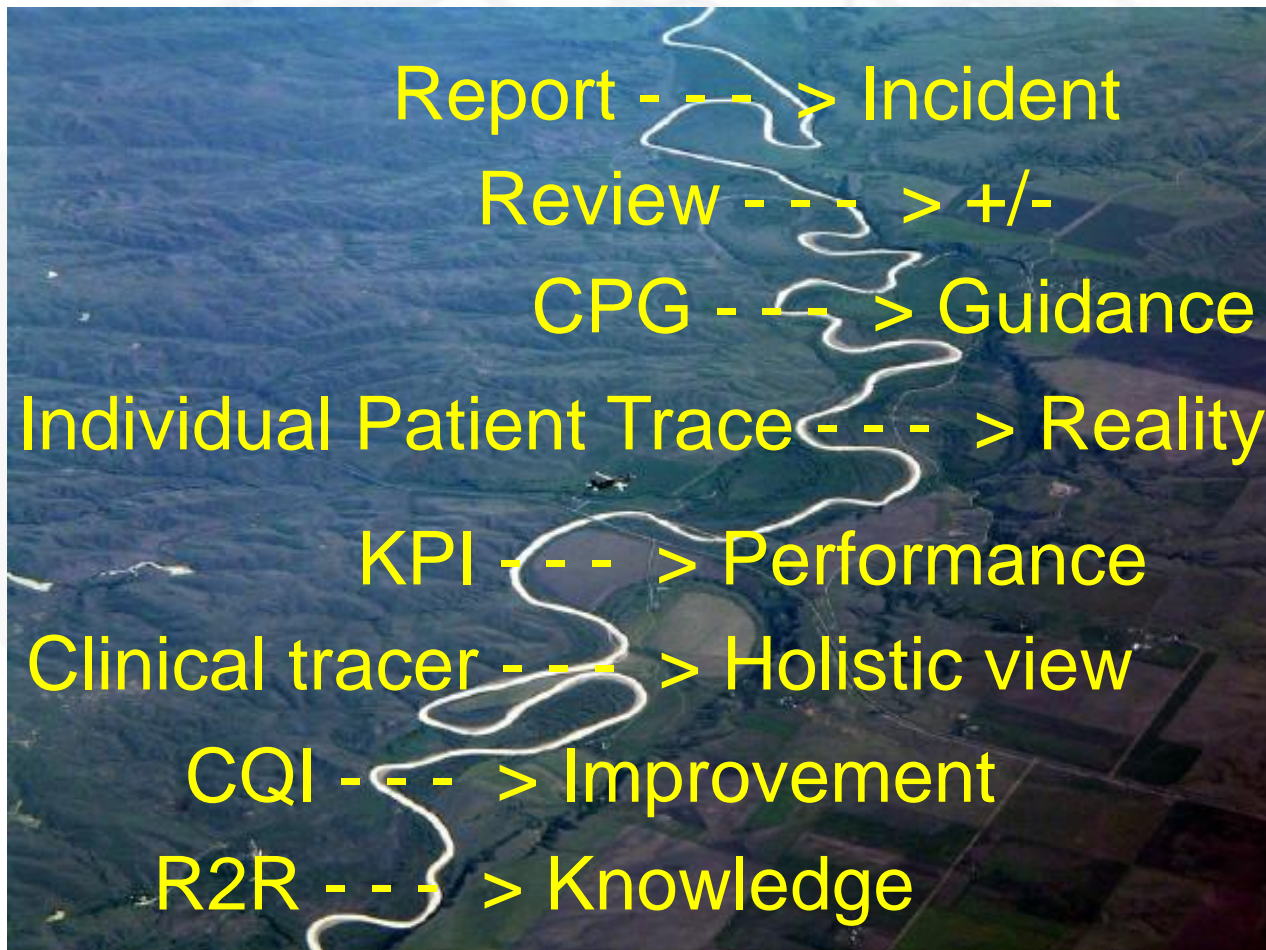 Report - - - > Incident
Review - - - > +/-
CPG - - - > Guidance
Individual Patient Trace - - - > Reality
KPI - - - > Performance
Clinical tracer - - - > Holistic view
CQI - - - > Improvement
R2R - - - > Knowledge